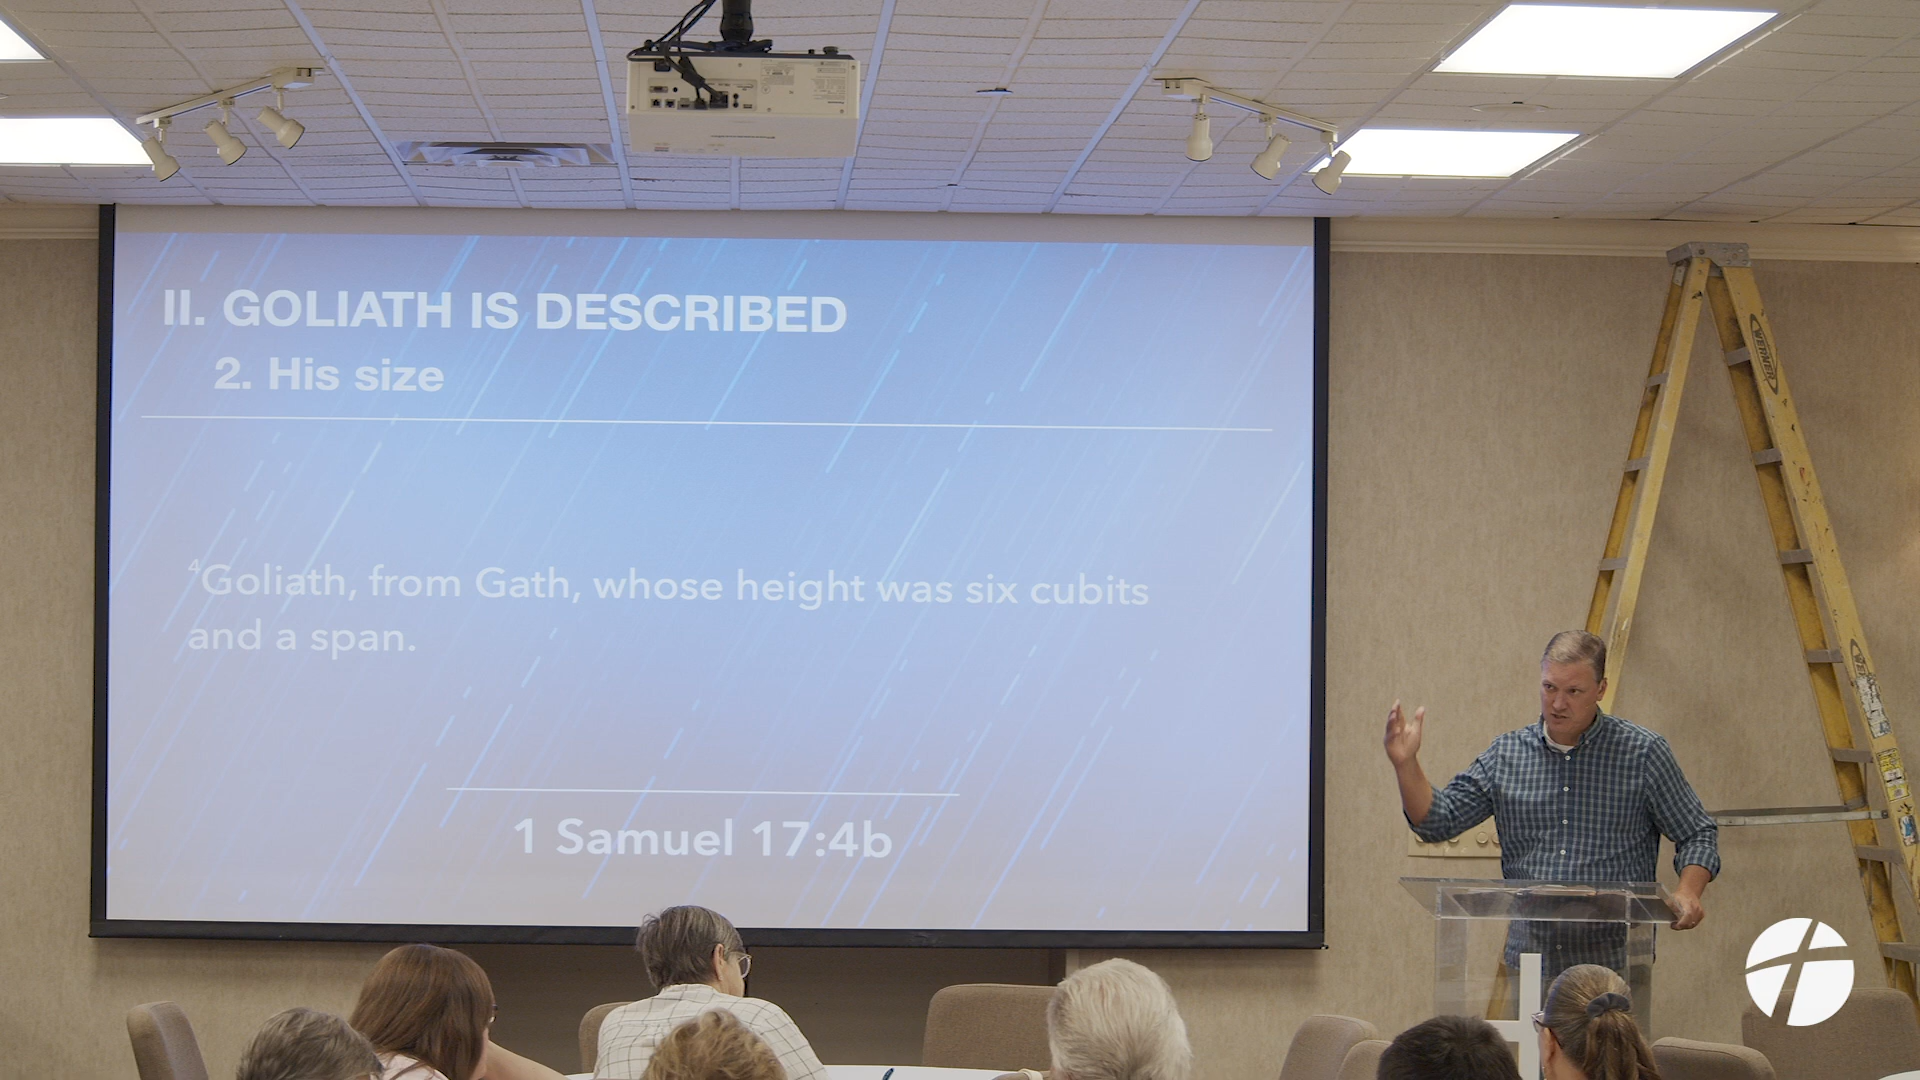 II. GOLIATH IS DESCRIBED
2. His size
⁴Goliath, from Gath, whose height was six cubits
and a span.
1 Samuel 17:4b
WERNER